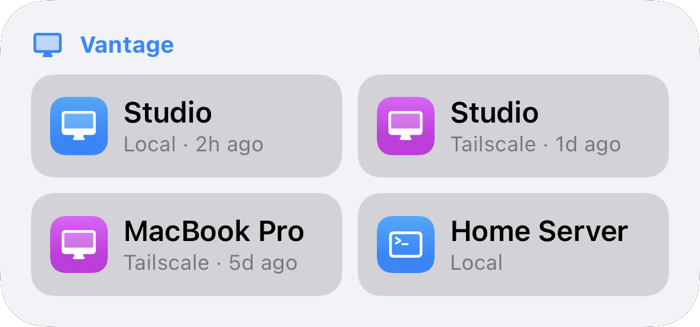 Vantage
Studio
Local · 2h ago
Studio
Tailscale · 1d ago
MacBook Pro
Tailscale · 5d ago
Home Server
Local